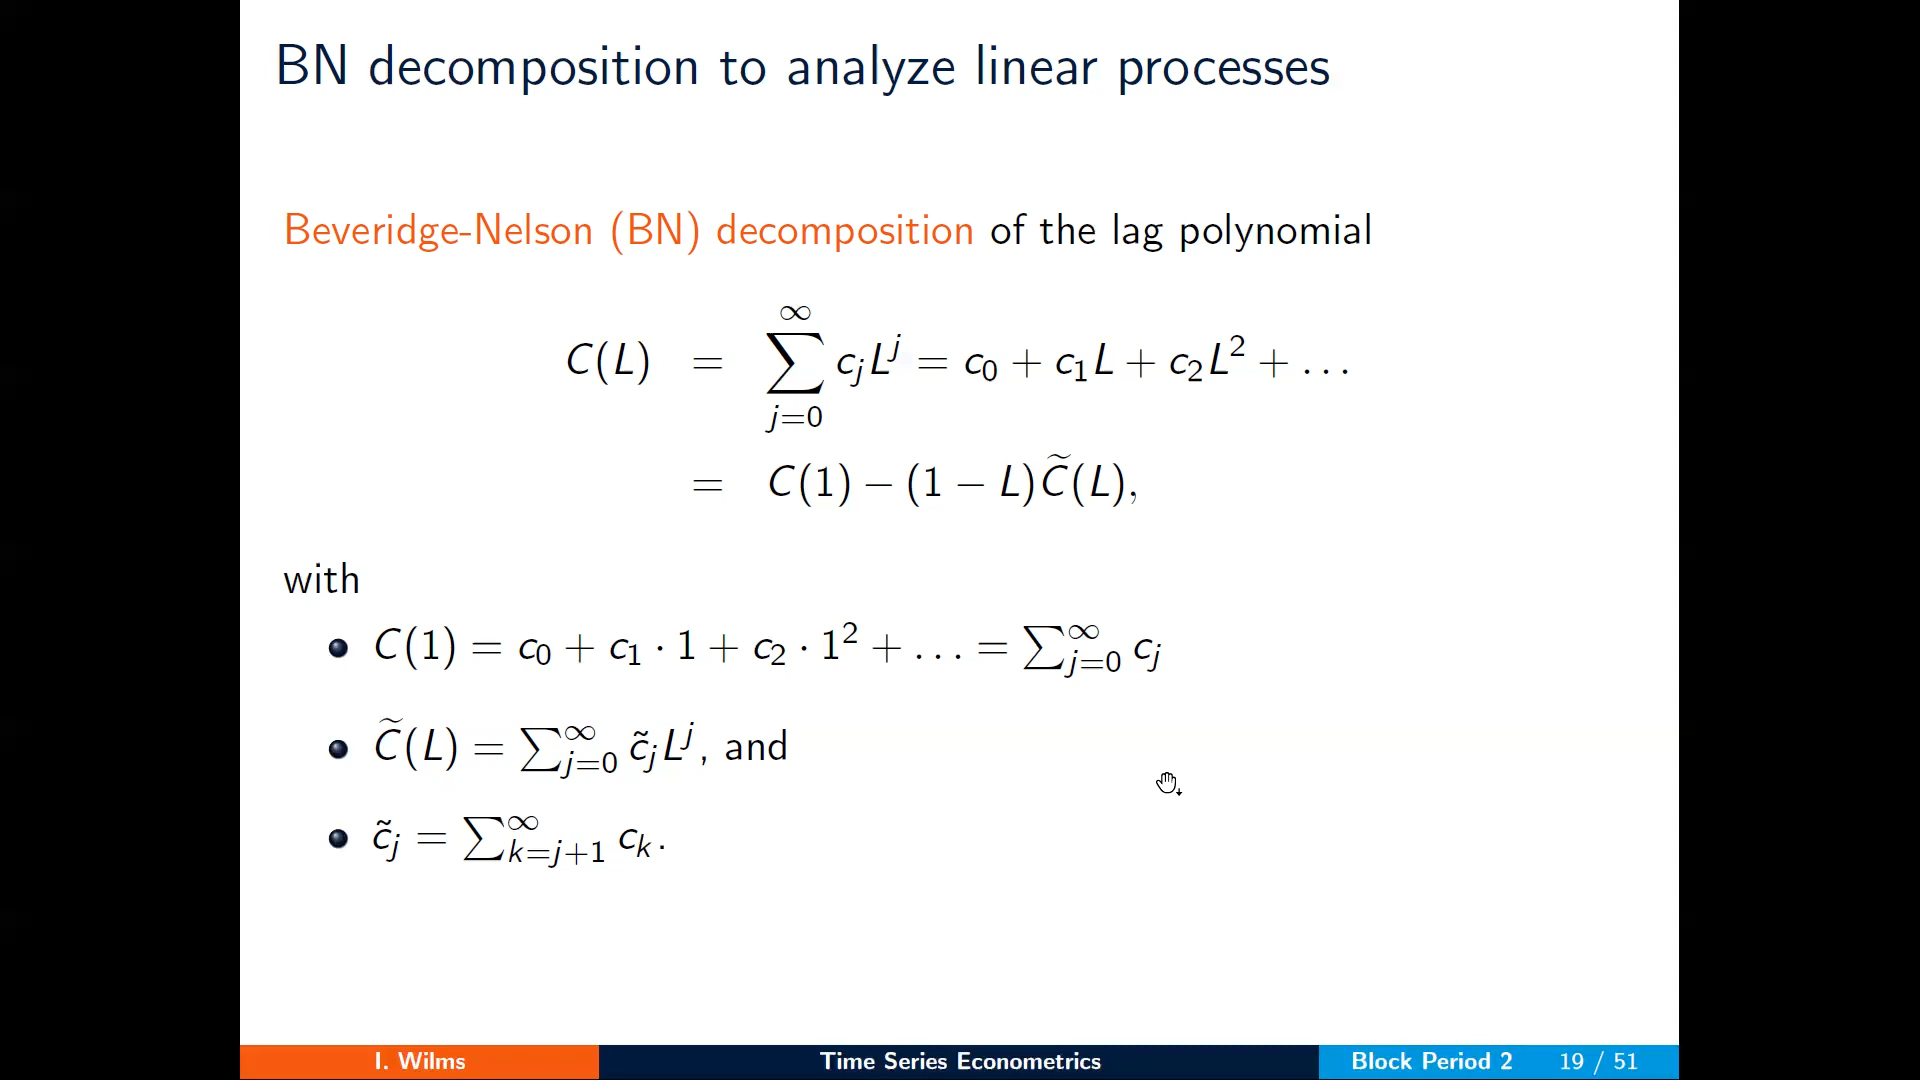 BN decomposition to analyze linear processes
Beveridge-Nelson (BN) decomposition of the lag polynomial
C(L) = ∑_{j=0}^{∞} c_j L^j = c_0 + c_1 L + c_2 L^2 + . . .
= C(1) − (1 − L)C̃(L),
with
C(1) = c_0 + c_1 · 1 + c_2 · 1^2 + . . . = ∑_{j=0}^{∞} c_j
C̃(L) = ∑_{j=0}^{∞} c̃_j L^j, and
c̃_j = ∑_{k=j+1}^{∞} c_k.
I. Wilms Time Series Econometrics Block Period 2 19 / 51